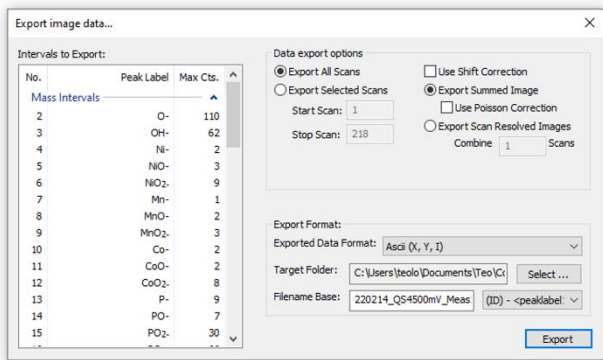 Export image data...
Intervals to Export:
No. Peak Label Max Cts.
Mass Intervals
2 O- 110
3 OH- 62
4 Ni- 2
5 NiO- 3
6 NiO2- 9
7 Mn- 1
8 MnO- 2
9 MnO2- 3
10 Co- 2
11 CoO- 2
12 CoO2- 8
13 P- 9
14 PO- 7
15 PO2- 30
Data export options
Export All Scans
Export Selected Scans
Start Scan: 1
Stop Scan: 218
Use Shift Correction
Export Summed Image
Use Poisson Correction
Export Scan Resolved Images
Combine 1 Scans
Export Format:
Exported Data Format: Ascii (X, Y, I)
Target Folder: C:\Users\teolo\Documents\Teo\Co Select ...
Filename Base: 220214_QS4500mV_Meas (ID) - <peaklabel
Export